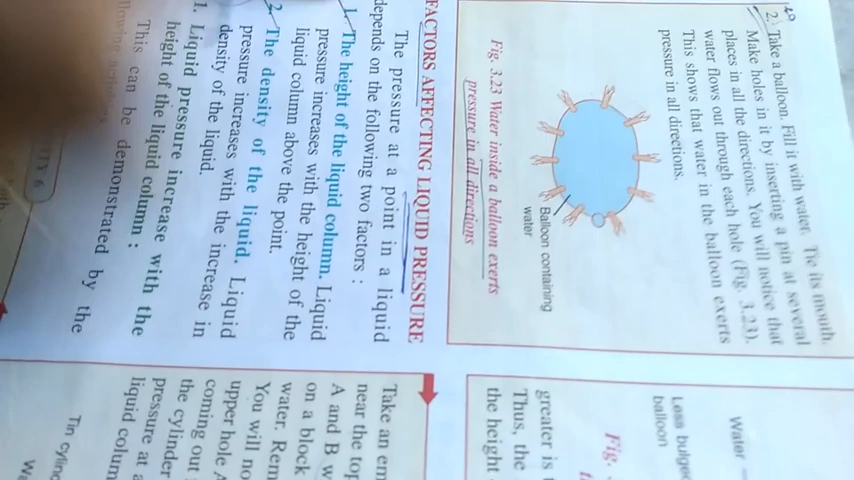 2. Take a balloon. Fill it with water. Tie its mouth.
Make holes in it by inserting a pin at several
places in all the directions. You will notice that
water flows out through each hole (Fig. 3.23).
This shows that water in the balloon exerts
pressure in all directions.
Balloon containing
water
Fig. 3.23 Water inside a balloon exerts
pressure in all directions
FACTORS AFFECTING LIQUID PRESSURE
The pressure at a point in a liquid
depends on the following two factors :
1. The height of the liquid column. Liquid
pressure increases with the height of the
liquid column above the point.
2. The density of the liquid. Liquid
pressure increases with the increase in
density of the liquid.
1. Liquid pressure increase with the
height of the liquid column :
This can be demonstrated by the
Water
Less bulged
balloon
Fig.
greater is
Thus, the
the height
Take an em
near the top
A and B w
on a block
water. Rem
You will no
upper hole A
coming out
the cylinder
pressure at a
liquid colum
Tin cylind
Wa